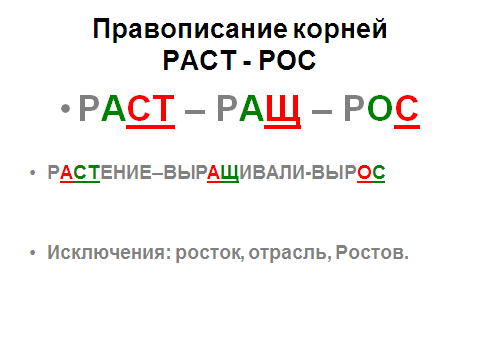 Правописание корней
РАСТ - РОС
• РАСТ – РАЩ – РОС
• РАСТЕНИЕ–ВЫРАЩИВАЛИ-ВЫРОС
• Исключения: росток, отрасль, Ростов.